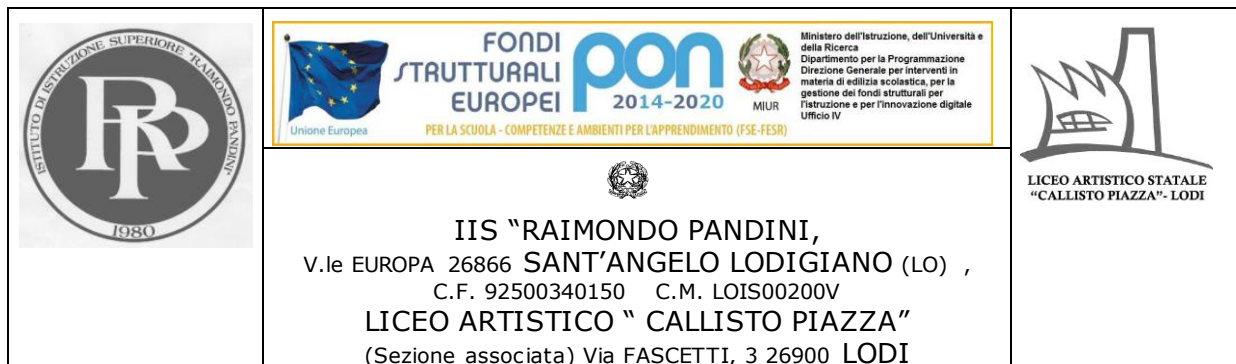 ISTITUTO DI ISTRUZIONE SUPERIORE "RAIMONDO PANDINI"
1980
FONDI
STRUTTURALI
EUROPEI
pon
2014-2020
Unione Europea
MIUR
Ministero dell'Istruzione, dell'Università e
della Ricerca
Dipartimento per la Programmazione
Direzione Generale per interventi in
materia di edilizia scolastica, per la
gestione dei fondi strutturali per
l'istruzione e per l'innovazione digitale
Ufficio IV
PER LA SCUOLA - COMPETENZE E AMBIENTI PER L'APPRENDIMENTO (FSE-FESR)
LICEO ARTISTICO STATALE
"CALLISTO PIAZZA"- LODI
IIS “RAIMONDO PANDINI,
V.le EUROPA 26866 SANT’ANGELO LODIGIANO (LO) ,
C.F. 92500340150 C.M. LOIS00200V
LICEO ARTISTICO “ CALLISTO PIAZZA”
(Sezione associata) Via FASCETTI, 3 26900 LODI